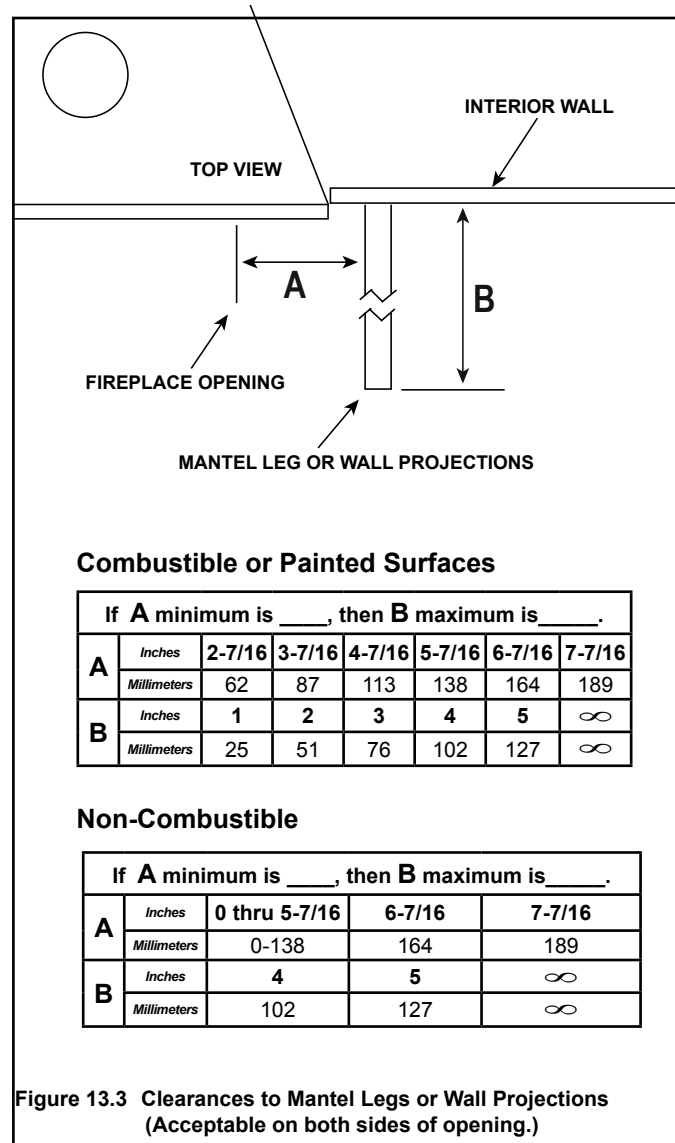 INTERIOR WALL
TOP VIEW
A
B
FIREPLACE OPENING
MANTEL LEG OR WALL PROJECTIONS
Combustible or Painted Surfaces
If A minimum is ____, then B maximum is_____.
A Inches 2-7/16 3-7/16 4-7/16 5-7/16 6-7/16 7-7/16
Millimeters 62 87 113 138 164 189
B Inches 1 2 3 4 5 ∞
Millimeters 25 51 76 102 127 ∞
Non-Combustible
If A minimum is ____, then B maximum is_____.
A Inches 0 thru 5-7/16 6-7/16 7-7/16
Millimeters 0-138 164 189
B Inches 4 5 ∞
Millimeters 102 127 ∞
Figure 13.3 Clearances to Mantel Legs or Wall Projections
(Acceptable on both sides of opening.)